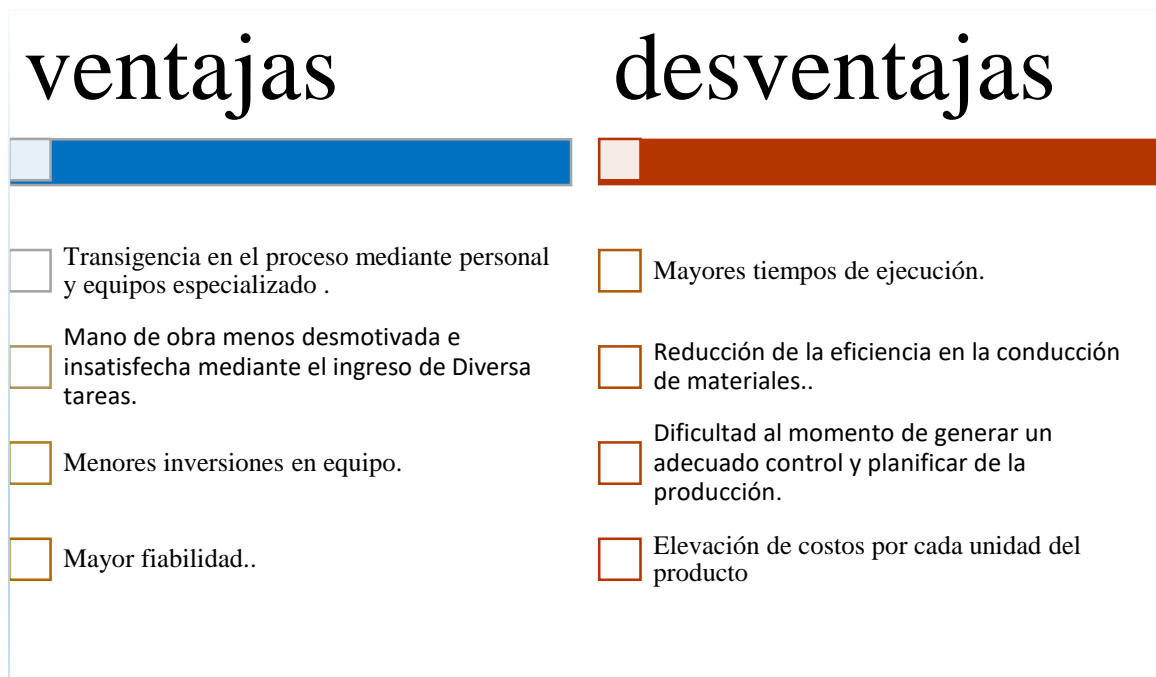 ventajas
Transigencia en el proceso mediante personal
y equipos especializado .
Mano de obra menos desmotivada e
insatisfecha mediante el ingreso de Diversa
tareas.
Menores inversiones en equipo.
Mayor fiabilidad..
desventajas
Mayores tiempos de ejecución.
Reducción de la eficiencia en la conducción
de materiales..
Dificultad al momento de generar un
adecuado control y planificar de la
producción.
Elevación de costos por cada unidad del
producto